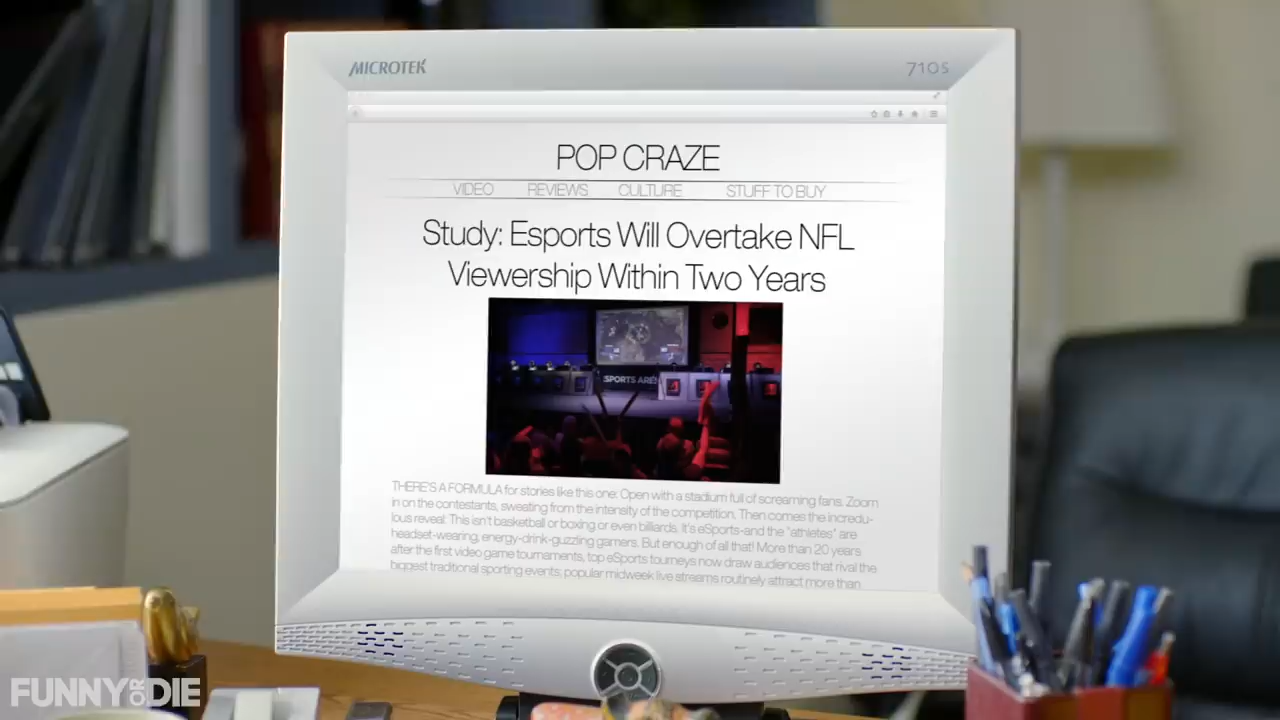 MICROTEK
710S
POP CRAZE
VIDEO REVIEWS CULTURE STUFF TO BUY
Study: Esports Will Overtake NFL
Viewership Within Two Years
ESPORTS ARE
THERE'S A FORMULA for stories like this one: Open with a stadium full of screaming fans. Zoom
in on the contestants, sweating from the intensity of the competition. Then comes the incredu-
lous reveal: This isn't basketball or boxing or even billiards. It's eSports-and the "athletes" are
headset-wearing, energy-drink-guzzling gamers. But enough of all that! More than 20 years
after the first video game tournaments, top eSports tourneys now draw audiences that rival the
biggest traditional sporting events; popular midweek live streams routinely attract more than
FUNNY OR DIE